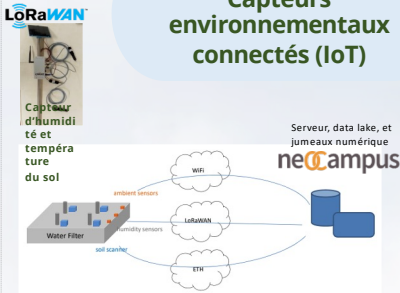 LoRaWAN
Capteurs
environnementaux
connectés (IoT)
Capteur
d'humidi
té et
tempéra
ture
du sol
Serveur, data lake, et
jumeaux numérique
neOCampus
WiFi
ambient sensors
LoRaWAN
humidity sensors
Water Filter
soil scanner
ETH